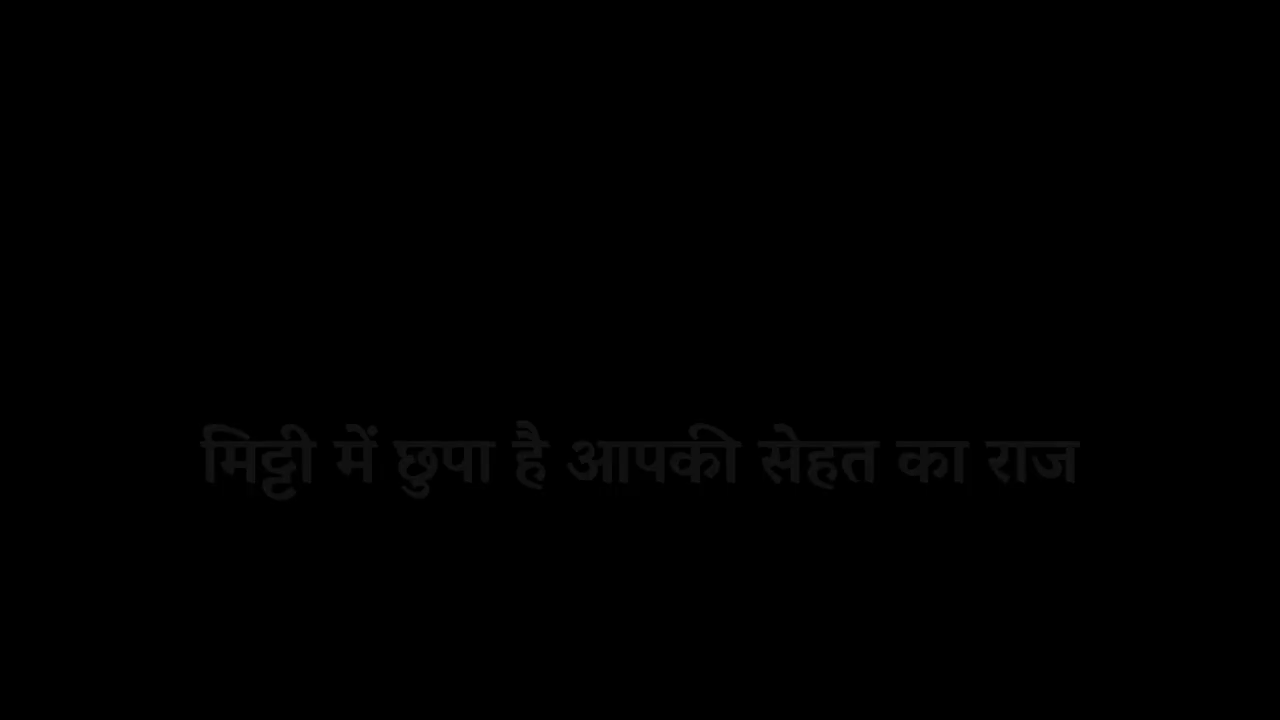 मिट्टी में छुपा है आपकी सेहत का राज